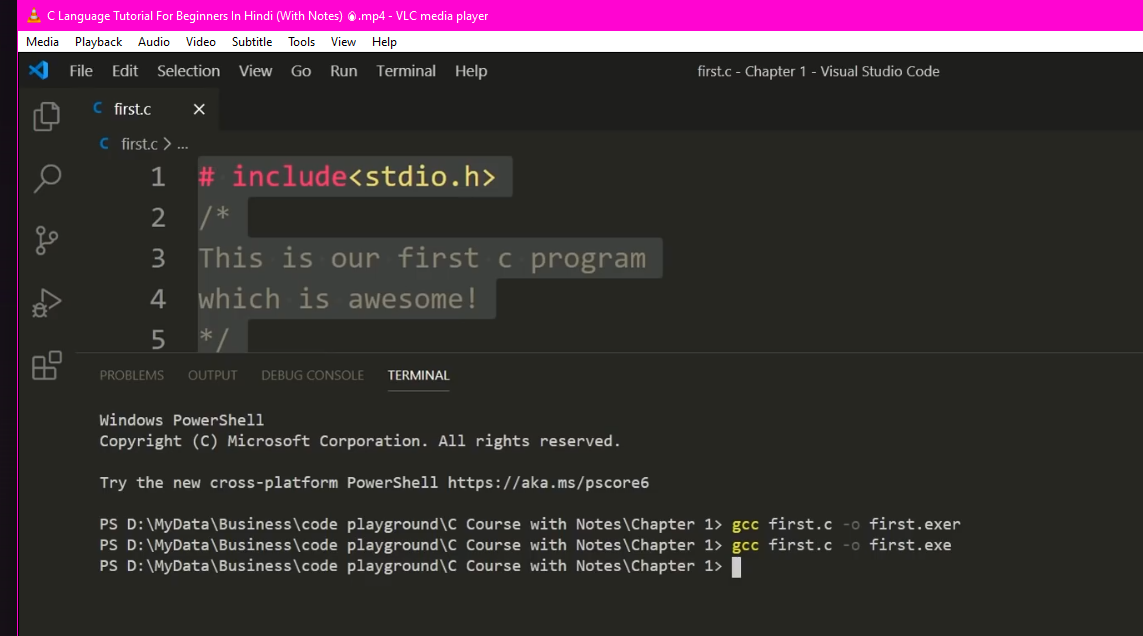 C Language Tutorial For Beginners In Hindi (With Notes) 🔥.mp4 - VLC media player
Media Playback Audio Video Subtitle Tools View Help
File Edit Selection View Go Run Terminal Help first.c - Chapter 1 - Visual Studio Code
C first.c ×
C first.c > ...
1 # include<stdio.h>
2 /*
3 This is our first c program
4 which is awesome!
5 */
PROBLEMS OUTPUT DEBUG CONSOLE TERMINAL
Windows PowerShell
Copyright (C) Microsoft Corporation. All rights reserved.
Try the new cross-platform PowerShell https://aka.ms/pscore6
PS D:\MyData\Business\code playground\C Course with Notes\Chapter 1> gcc first.c -o first.exer
PS D:\MyData\Business\code playground\C Course with Notes\Chapter 1> gcc first.c -o first.exe
PS D:\MyData\Business\code playground\C Course with Notes\Chapter 1>